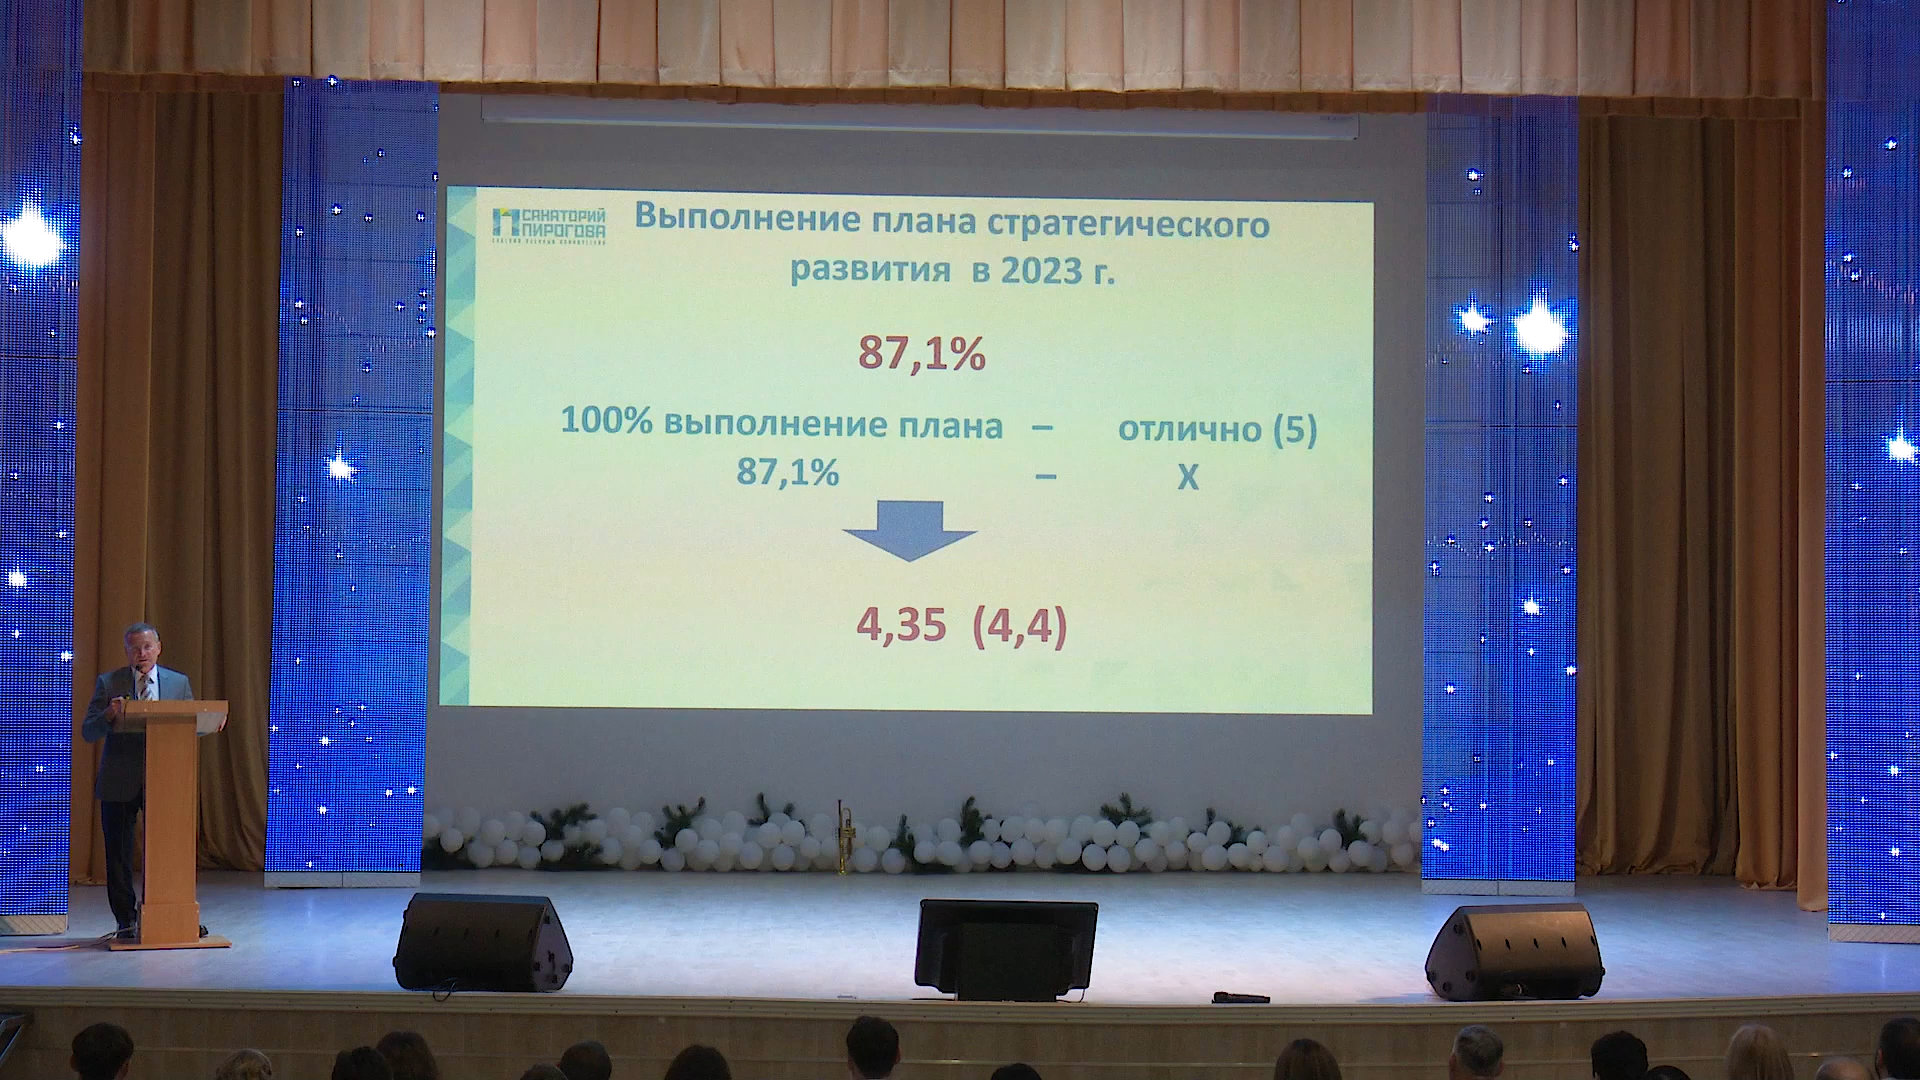 САНАТОРИЙ
ПИРОГОВА
Выполнение плана стратегического
развития в 2023 г.
87,1%
100% выполнение плана – отлично (5)
87,1% – X
4,35 (4,4)